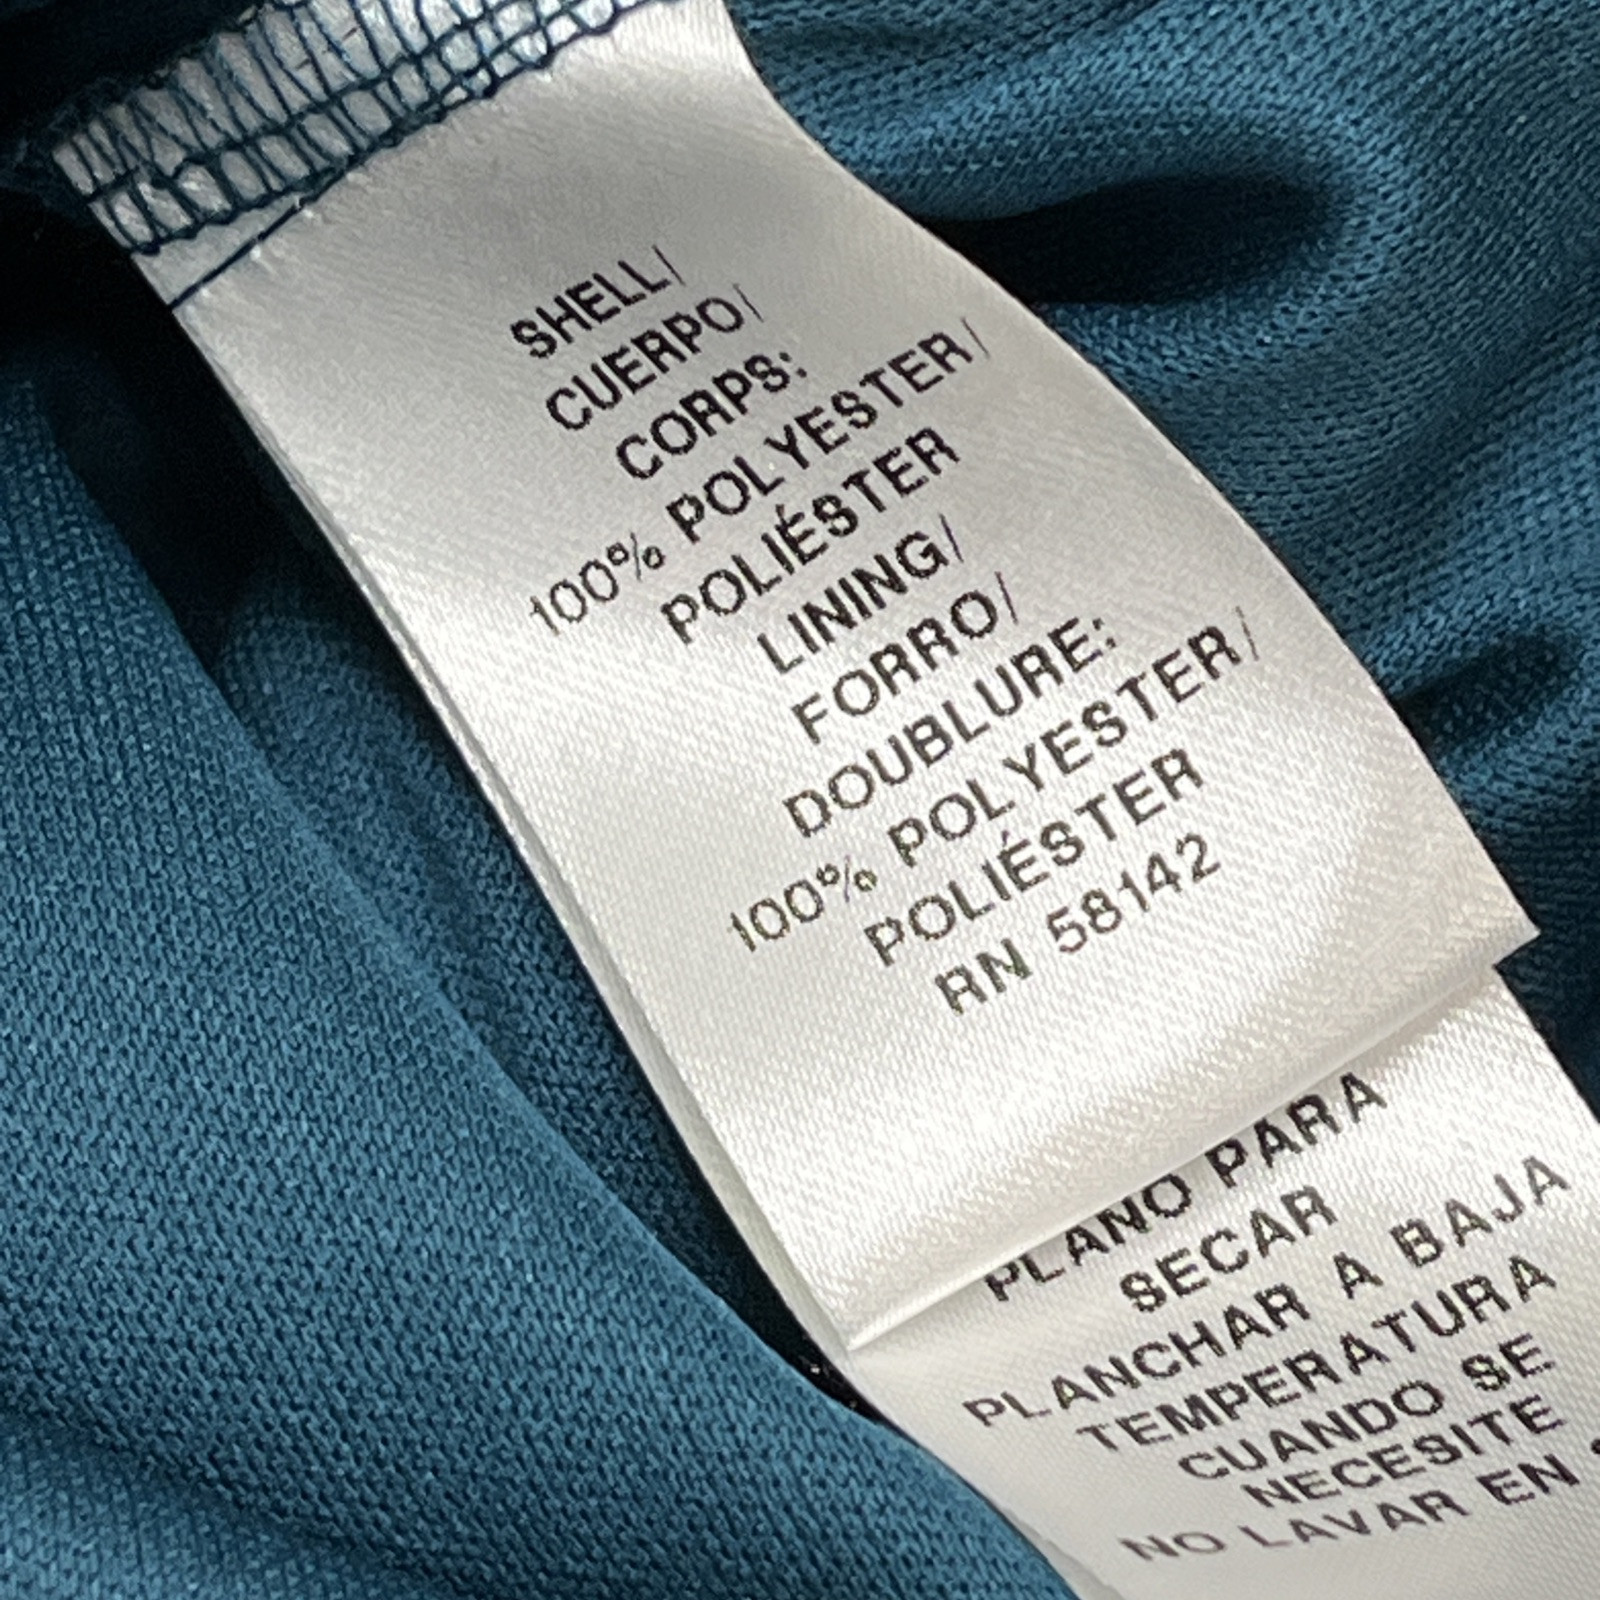 SHELL/
CUERPO/
CORPS:
100% POLYESTER/
POLIÉSTER
LINING/
FORRO/
DOUBLURE:
100% POLYESTER/
POLIÉSTER
RN 58142
PLANO PARA
SECAR
PLANCHAR A BAJA
TEMPERATURA
CUANDO SE
NECESITE
NO LAVAR EN